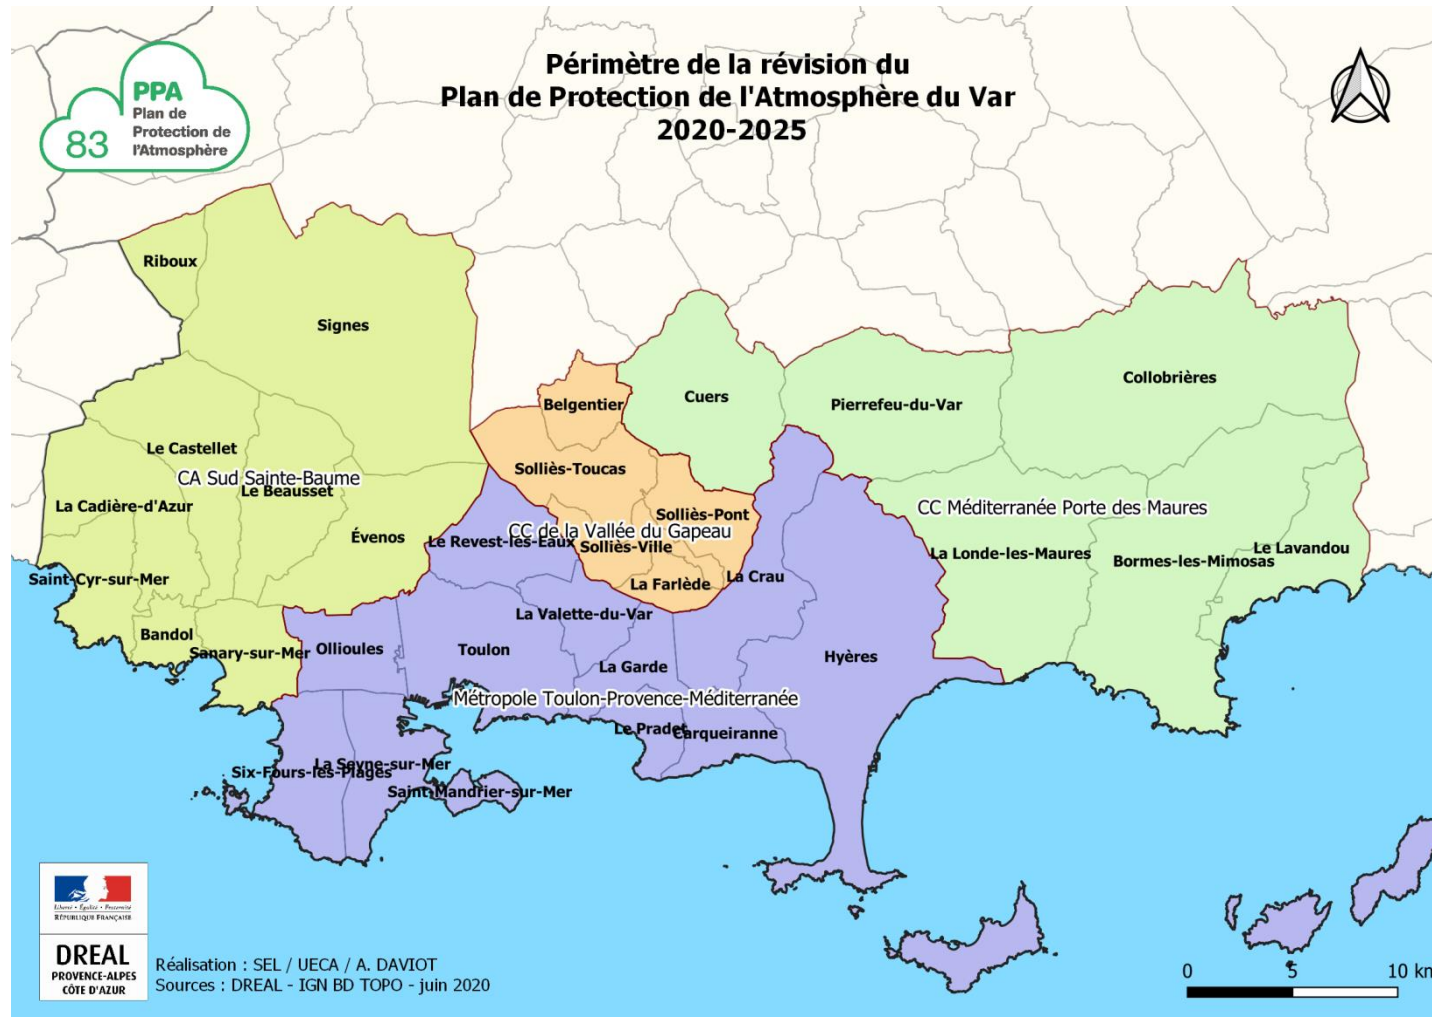 Périmètre de la révision du
Plan de Protection de l'Atmosphère du Var
2020-2025
PPA
Plan de
Protection de
l'Atmosphère
83
Riboux
Signes
Collobrières
Cuers
Belgentier
Pierrefeu-du-Var
Le Castellet
Solliès-Toucas
CA Sud Sainte-Baume
Le Beausset
La Cadière-d'Azur
CC Méditerranée Porte des Maures
Solliès-Pont
CC de la Vallée du Gapeau
Évenos
Le Revest-les-Eaux
Solliès-Ville
Le Lavandou
La Londe-les-Maures
Bormes-les-Mimosas
Saint-Cyr-sur-Mer
La Farlède
La Crau
La Valette-du-Var
Bandol
Sanary-sur-Mer
Ollioules
Toulon
La Garde
Hyères
Métropole Toulon-Provence-Méditerranée
Le Pradet
Carqueiranne
La Seyne-sur-Mer
Six-Fours-les-Plages
Saint-Mandrier-sur-Mer
Liberté • Égalité • Fraternité
RÉPUBLIQUE FRANÇAISE
DREAL
PROVENCE-ALPES
CÔTE D'AZUR
Réalisation : SEL / UECA / A. DAVIOT
Sources : DREAL - IGN BD TOPO - juin 2020
0 5 10 km